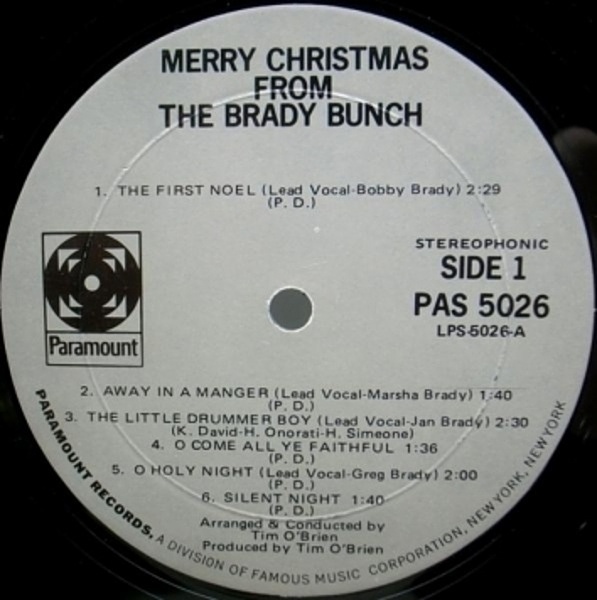 MERRY CHRISTMAS
FROM
THE BRADY BUNCH
1. THE FIRST NOEL (Lead Vocal-Bobby Brady) 2:29
(P. D.)
Paramount
STEREOPHONIC
SIDE 1
PAS 5026
LPS-5026-A
2. AWAY IN A MANGER (Lead Vocal-Marsha Brady) 1:40
(P. D.)
3. THE LITTLE DRUMMER BOY (Lead Vocal-Jan Brady) 2:30
(K. David-H. Onorati-H. Simeone)
4. O COME ALL YE FAITHFUL 1:36
(P. D.)
5. O HOLY NIGHT (Lead Vocal-Greg Brady) 2:00
(P. D.)
6. SILENT NIGHT 1:40
(P. D.)
Arranged & Conducted by
Tim O'Brien
Produced by Tim O'Brien
PARAMOUNT RECORDS, A DIVISION OF FAMOUS MUSIC CORPORATION, NEW YORK, NEW YORK